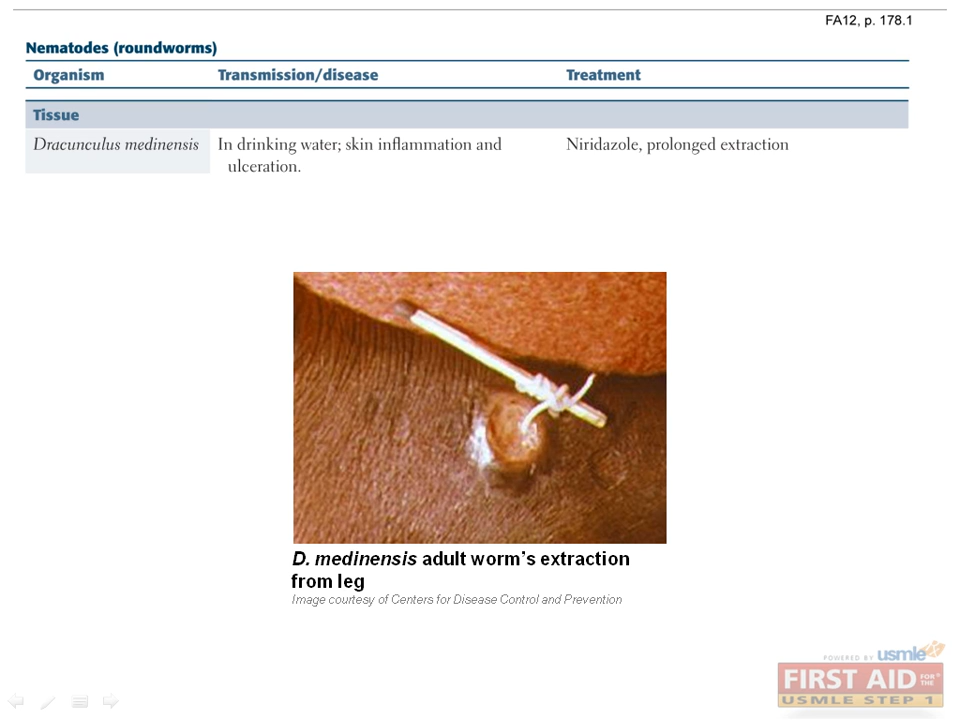 FA12, p. 178.1
Nematodes (roundworms)
Organism Transmission/disease Treatment
Tissue
Dracunculus medinensis In drinking water; skin inflammation and Niridazole, prolonged extraction
ulceration.
D. medinensis adult worm's extraction
from leg
Image courtesy of Centers for Disease Control and Prevention
POWERED BY usmle
FIRST AID FOR THE
USMLE STEP 1